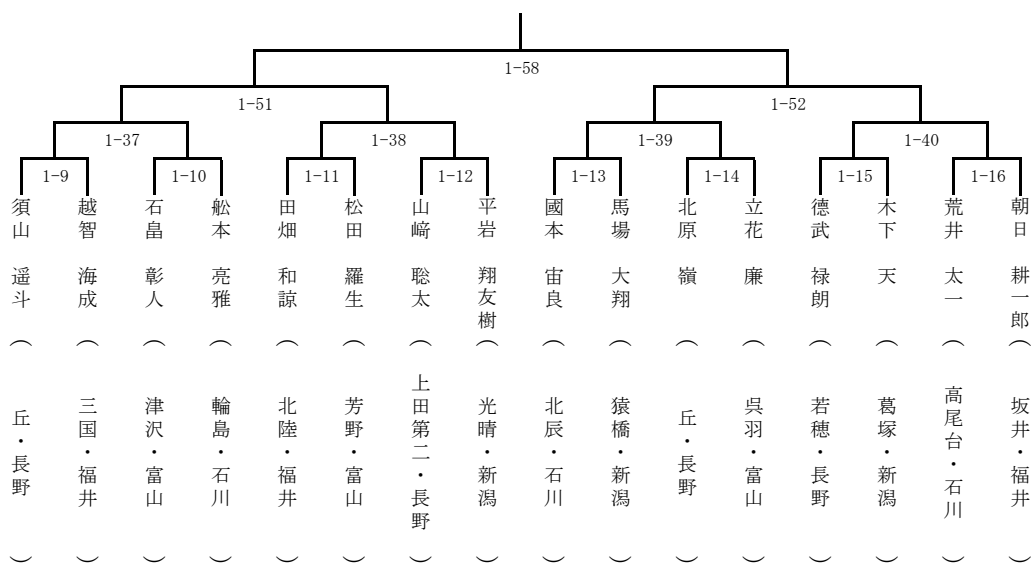 1-58
1-51
1-52
1-37
1-38
1-39
1-40
1-9
1-10
1-11
1-12
1-13
1-14
1-15
1-16
須山 遥斗（丘・長野）
越智 海成（三国・福井）
石畠 彰人（津沢・富山）
舩本 亮雅（輪島・石川）
田畑 和諒（北陸・福井）
松田 羅生（芳野・富山）
山﨑 聡太（上田第二・長野）
平岩 翔友樹（光晴・新潟）
國本 宙良（北辰・石川）
馬場 大翔（猿橋・新潟）
北原 嶺（丘・長野）
立花 廉（呉羽・富山）
德武 禄朗（若穂・長野）
木下 天（葛塚・新潟）
荒井 太一（高尾台・石川）
朝日 耕一郎（坂井・福井）